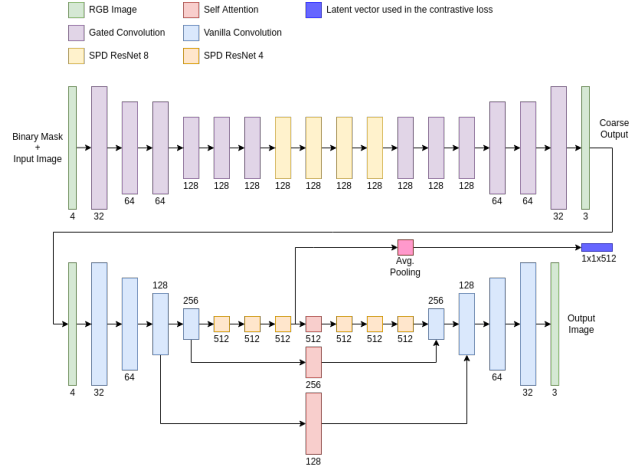 RGB Image
Self Attention
Latent vector used in the contrastive loss
Gated Convolution
Vanilla Convolution
SPD ResNet 8
SPD ResNet 4
Binary Mask
+
Input Image
Coarse
Output
4
32
64
64
128
128
128
128
128
128
128
128
128
128
64
64
32
3
Avg.
Pooling
1x1x512
4
32
64
128
256
512
512
512
512
512
512
512
256
128
64
32
3
Output
Image
256
128